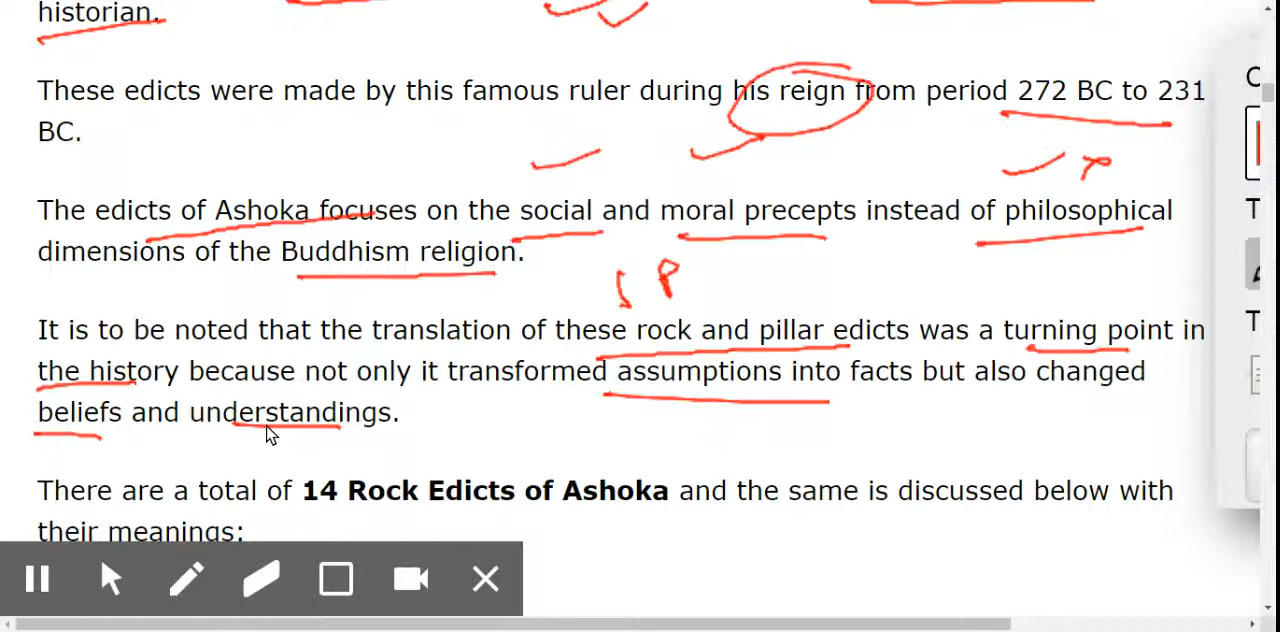 historian.
These edicts were made by this famous ruler during his reign from period 272 BC to 231
BC.
The edicts of Ashoka focuses on the social and moral precepts instead of philosophical
dimensions of the Buddhism religion.
It is to be noted that the translation of these rock and pillar edicts was a turning point in
the history because not only it transformed assumptions into facts but also changed
beliefs and understandings.
There are a total of 14 Rock Edicts of Ashoka and the same is discussed below with
their meanings: